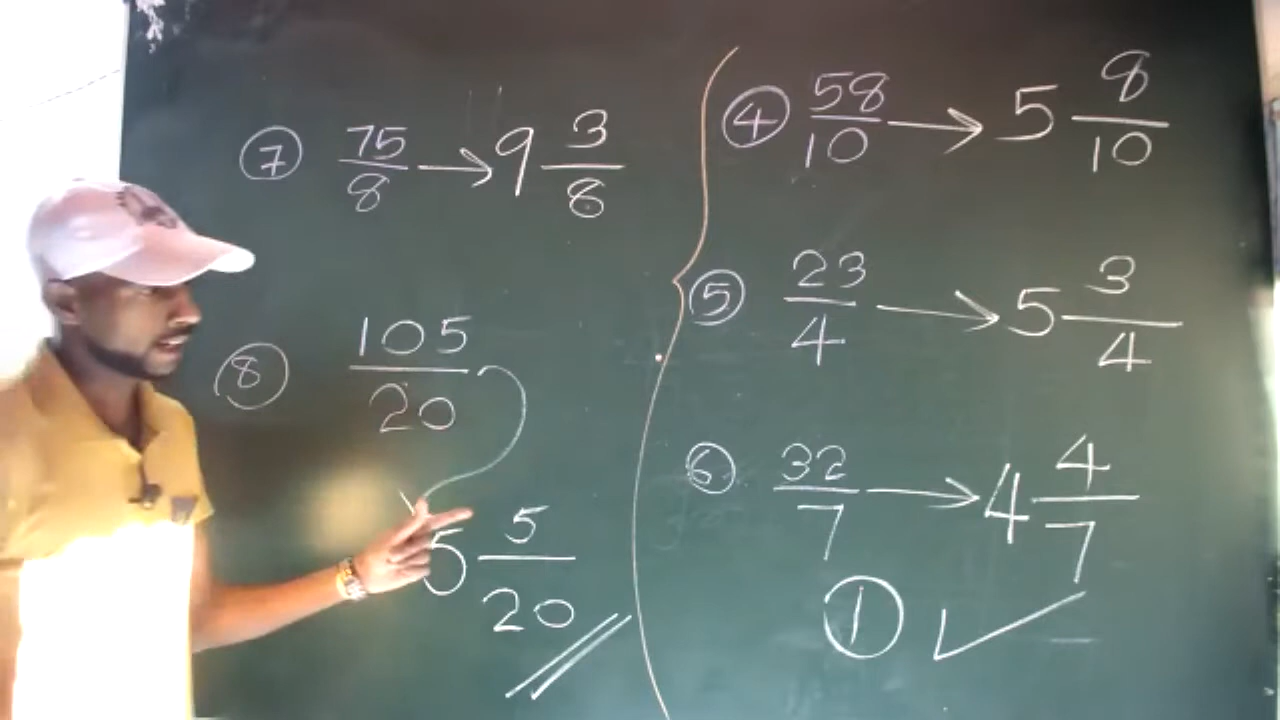 ⑦ 75/8 → 9 3/8
⑧ 105/20
5 5/20
④ 58/10 → 5 8/10
⑤ 23/4 → 5 3/4
⑥ 32/7 → 4 4/7
① ✓